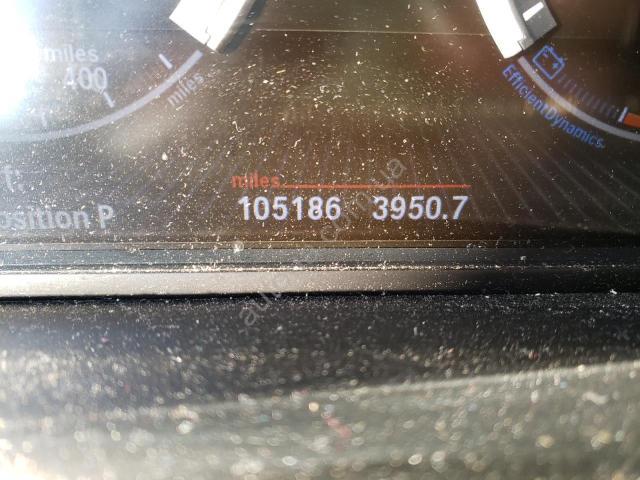 miles
400
miles
EfficientDynamics
f:
osition P
miles
105186 3950.7